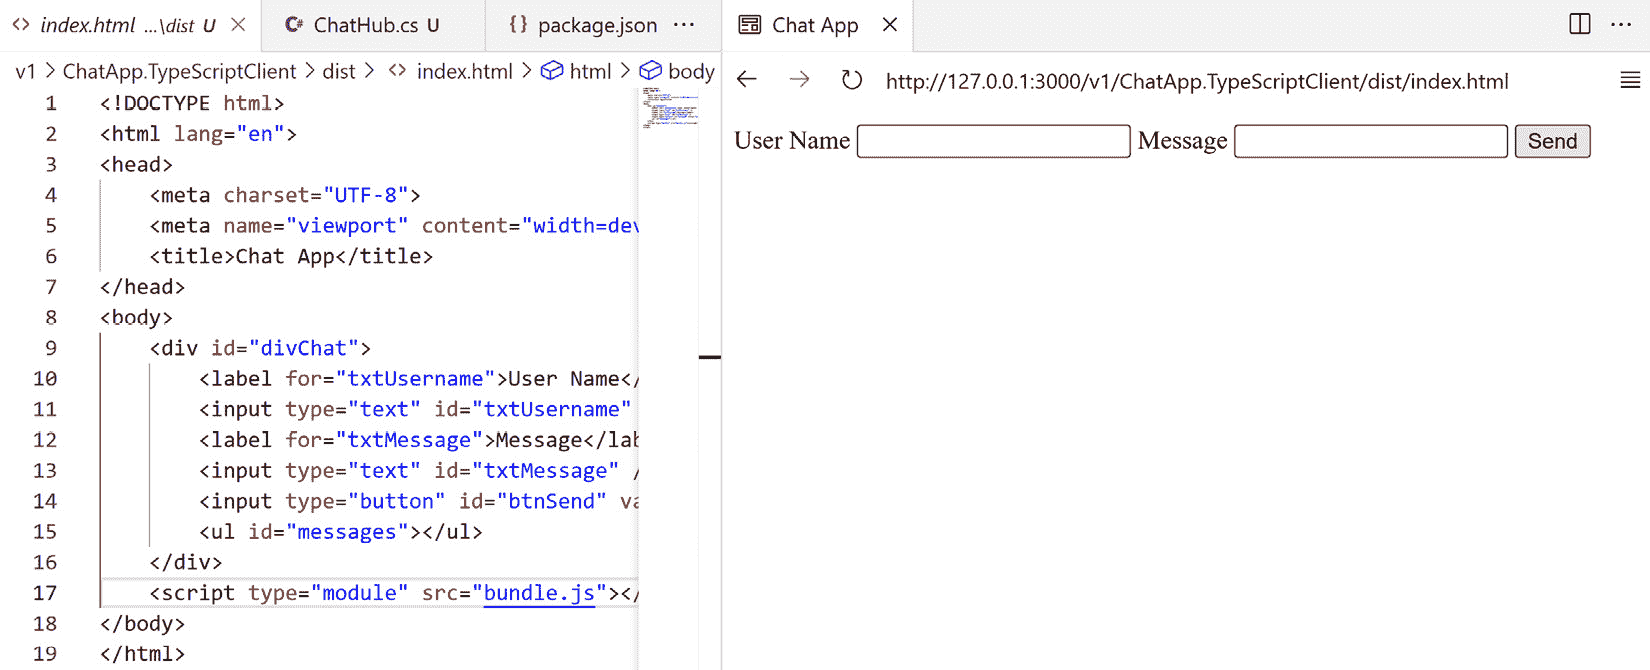 index.html ...\dist U
ChatHub.cs U
{} package.json ...
v1 > ChatApp.TypeScriptClient > dist > <> index.html > html > body
1 <!DOCTYPE html>
2 <html lang="en">
3 <head>
4 <meta charset="UTF-8">
5 <meta name="viewport" content="width=dev
6 <title>Chat App</title>
7 </head>
8 <body>
9 <div id="divChat">
10 <label for="txtUsername">User Name</
11 <input type="text" id="txtUsername"
12 <label for="txtMessage">Message</lab
13 <input type="text" id="txtMessage" /
14 <input type="button" id="btnSend" va
15 <ul id="messages"></ul>
16 </div>
17 <script type="module" src="bundle.js"></
18 </body>
19 </html>
Chat App
http://127.0.0.1:3000/v1/ChatApp.TypeScriptClient/dist/index.html
User Name Message Send